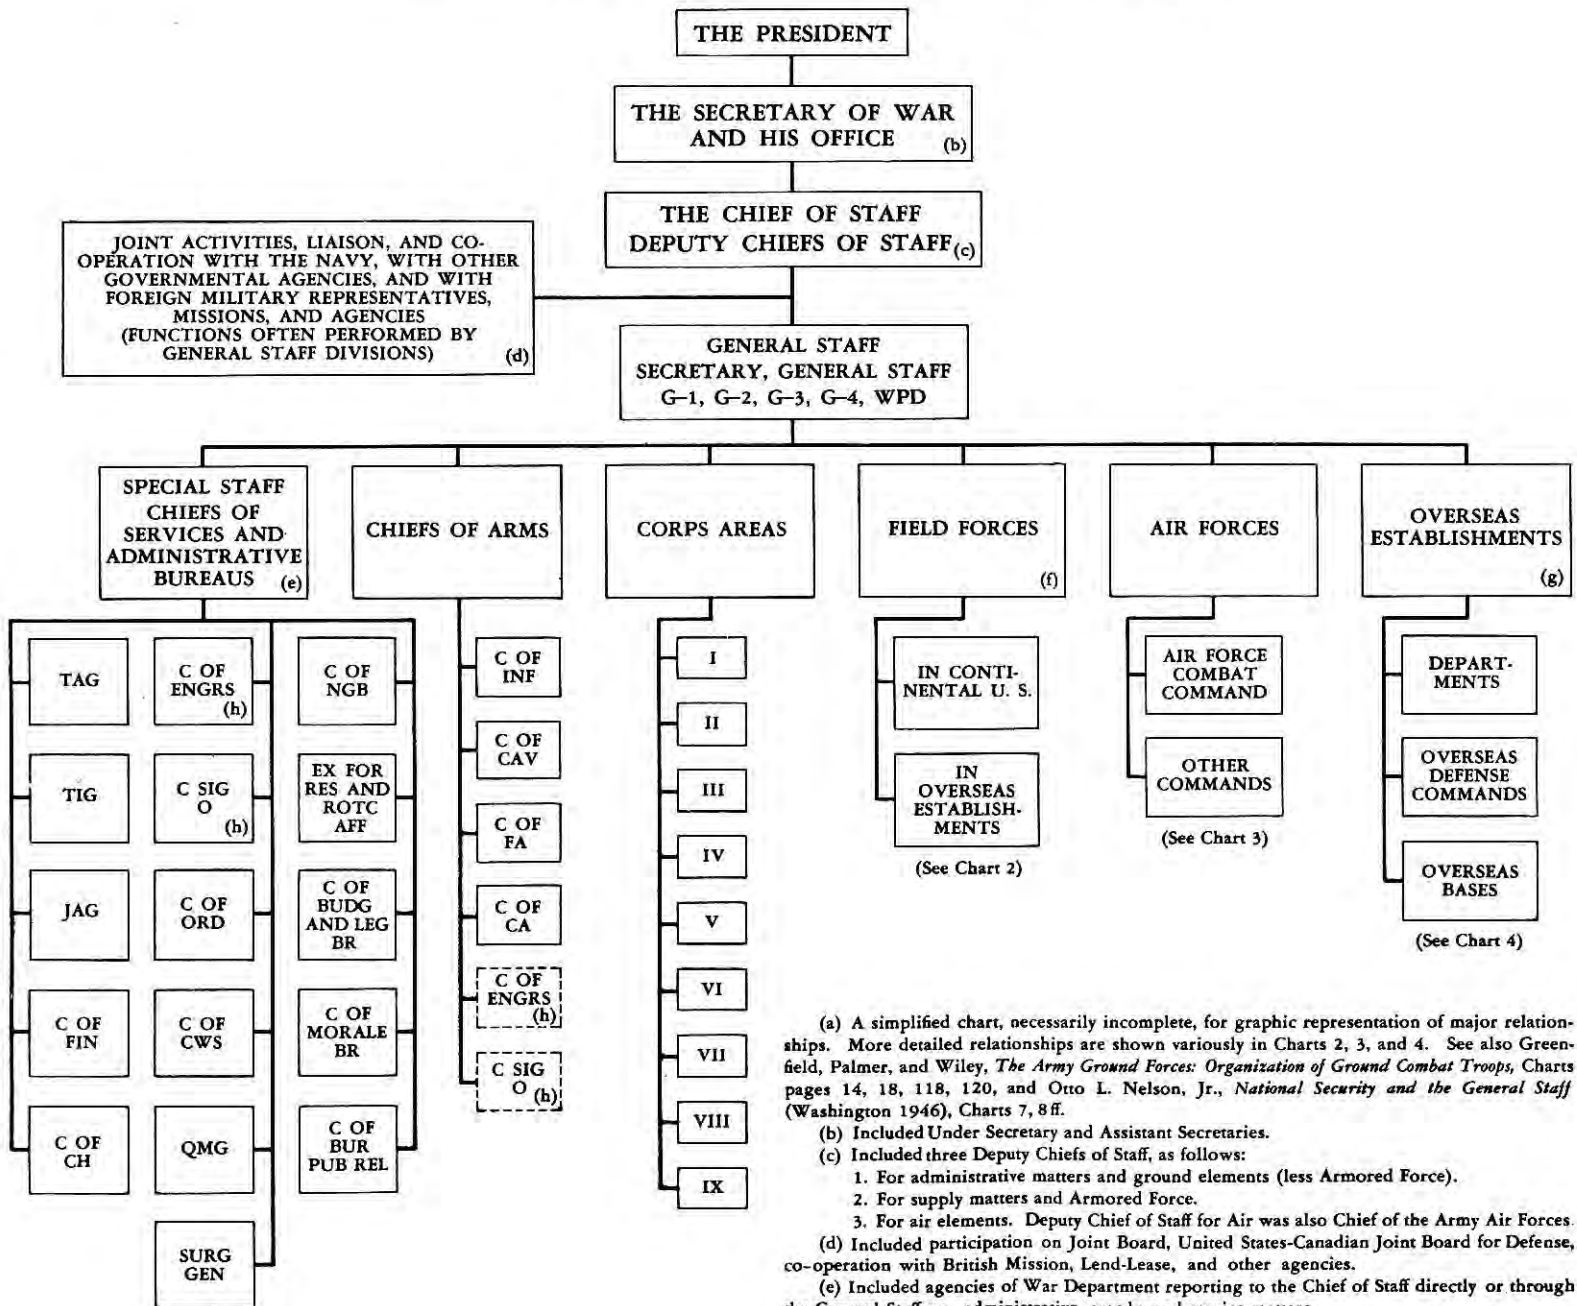 THE PRESIDENT
THE SECRETARY OF WAR
AND HIS OFFICE
(b)
THE CHIEF OF STAFF
DEPUTY CHIEFS OF STAFF
(c)
JOINT ACTIVITIES, LIAISON, AND CO-
OPERATION WITH THE NAVY, WITH OTHER
GOVERNMENTAL AGENCIES, AND WITH
FOREIGN MILITARY REPRESENTATIVES,
MISSIONS, AND AGENCIES
(FUNCTIONS OFTEN PERFORMED BY
GENERAL STAFF DIVISIONS)
(d)
GENERAL STAFF
SECRETARY, GENERAL STAFF
G-1, G-2, G-3, G-4, WPD
SPECIAL STAFF
CHIEFS OF
SERVICES AND
ADMINISTRATIVE
BUREAUS
(e)
CHIEFS OF ARMS
CORPS AREAS
FIELD FORCES
(f)
AIR FORCES
OVERSEAS
ESTABLISHMENTS
(g)
TAG
TIG
JAG
C OF
FIN
C OF
CH
C OF
ENGRS
(h)
C SIG
O
(h)
C OF
ORD
C OF
CWS
QMG
SURG
GEN
C OF
NGB
EX FOR
RES AND
ROTC
AFF
C OF
BUDG
AND LEG
BR
C OF
MORALE
BR
C OF
BUR
PUB REL
C OF
INF
C OF
CAV
C OF
FA
C OF
CA
C OF
ENGRS
(h)
C SIG
O
(h)
I
II
III
IV
V
VI
VII
VIII
IX
IN CONTI-
NENTAL U. S.
IN
OVERSEAS
ESTABLISH-
MENTS
(See Chart 2)
AIR FORCE
COMBAT
COMMAND
OTHER
COMMANDS
(See Chart 3)
DEPART-
MENTS
OVERSEAS
DEFENSE
COMMANDS
OVERSEAS
BASES
(See Chart 4)
(a) A simplified chart, necessarily incomplete, for graphic representation of major relation-
ships. More detailed relationships are shown variously in Charts 2, 3, and 4. See also Green-
field, Palmer, and Wiley, The Army Ground Forces: Organization of Ground Combat Troops, Charts
pages 14, 18, 118, 120, and Otto L. Nelson, Jr., National Security and the General Staff
(Washington 1946), Charts 7, 8 ff.
(b) Included Under Secretary and Assistant Secretaries.
(c) Included three Deputy Chiefs of Staff, as follows:
1. For administrative matters and ground elements (less Armored Force).
2. For supply matters and Armored Force.
3. For air elements. Deputy Chief of Staff for Air was also Chief of the Army Air Forces.
(d) Included participation on Joint Board, United States-Canadian Joint Board for Defense,
co-operation with British Mission, Lend-Lease, and other agencies.
(e) Included agencies of War Department reporting to the Chief of Staff directly or through